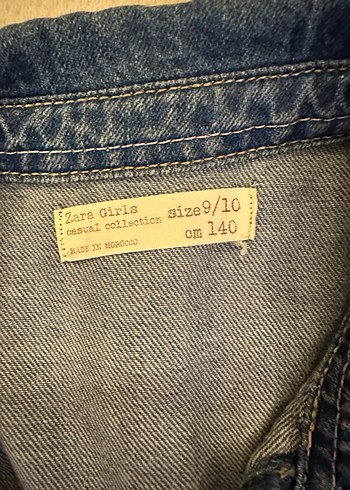 Zara Girls size 9/10
casual collection cm 140
MADE IN MOROCCO